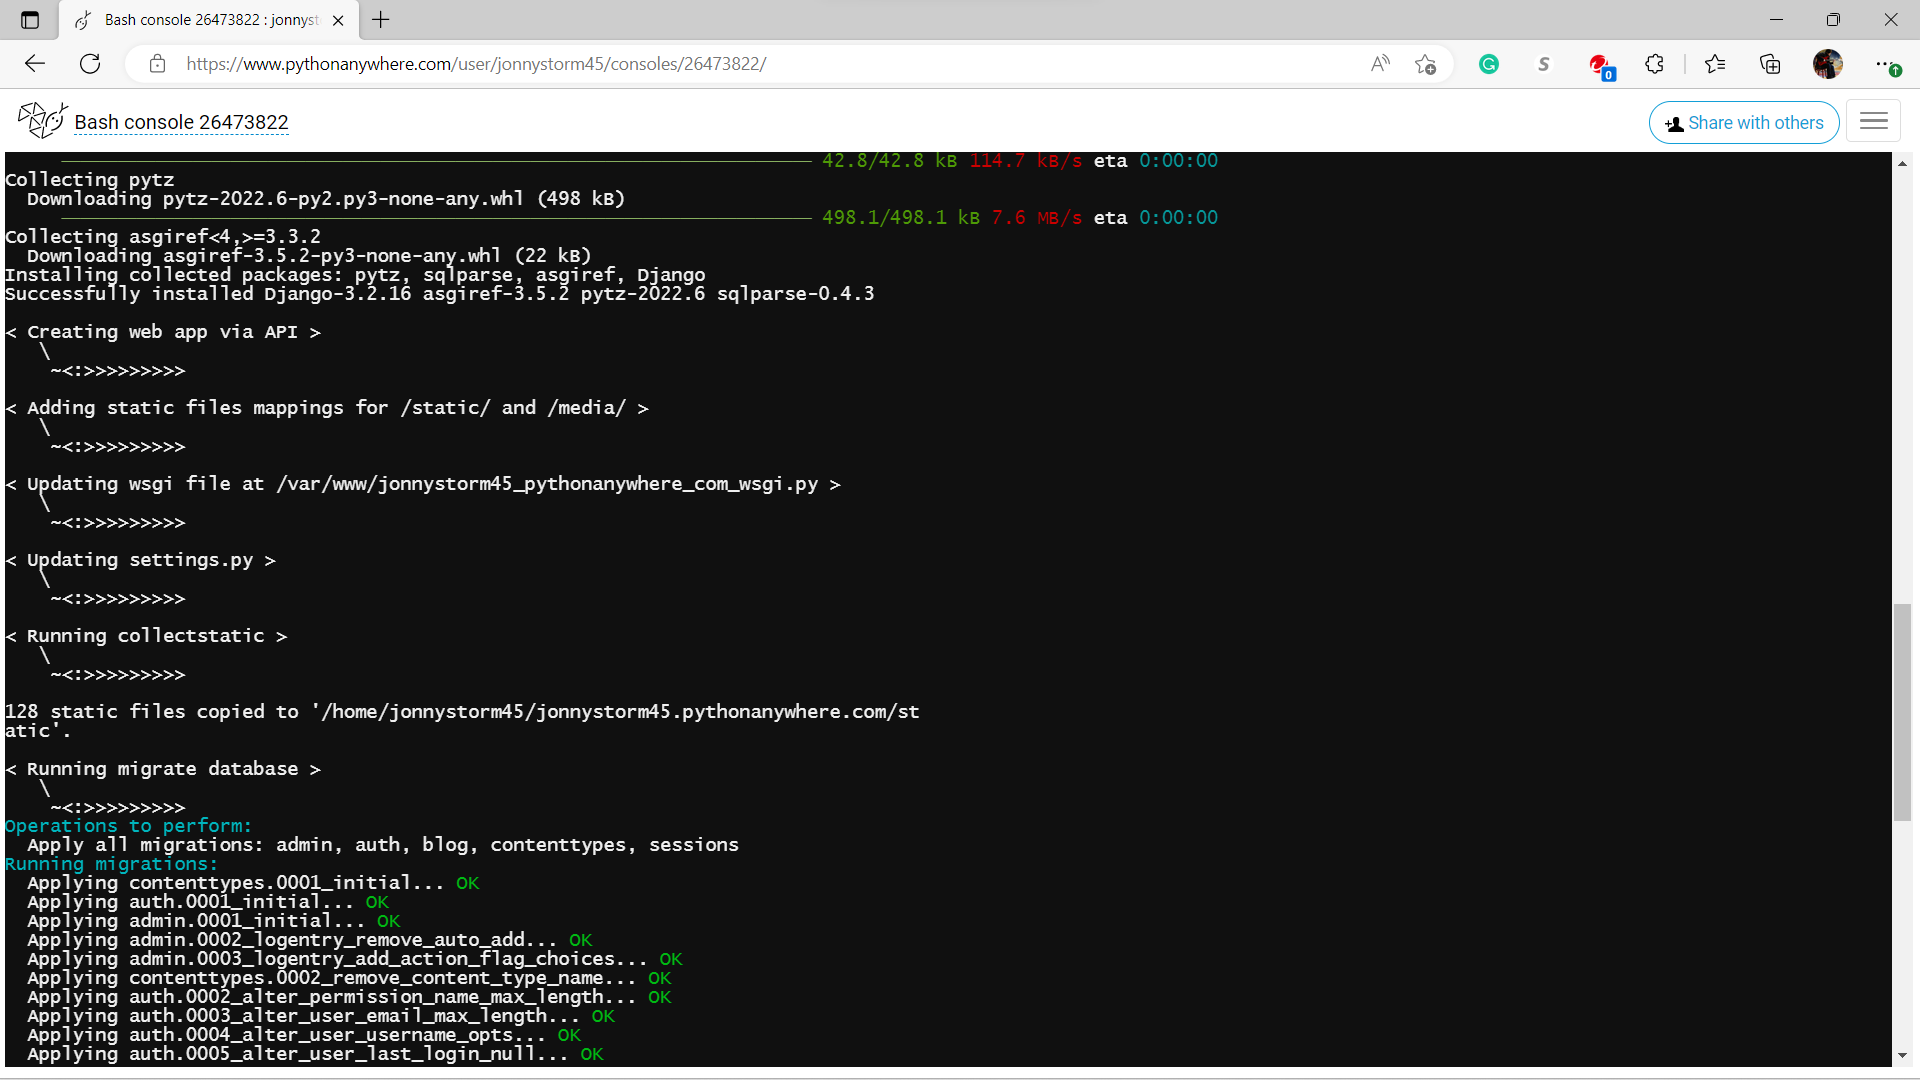 Bash console 26473822 : jonnyst
https://www.pythonanywhere.com/user/jonnystorm45/consoles/26473822/
0
Bash console 26473822
Share with others
42.8/42.8 kB 114.7 kB/s eta 0:00:00
Collecting pytz
  Downloading pytz-2022.6-py2.py3-none-any.whl (498 kB)
498.1/498.1 kB 7.6 MB/s eta 0:00:00
Collecting asgiref<4,>=3.3.2
  Downloading asgiref-3.5.2-py3-none-any.whl (22 kB)
Installing collected packages: pytz, sqlparse, asgiref, Django
Successfully installed Django-3.2.16 asgiref-3.5.2 pytz-2022.6 sqlparse-0.4.3
< Creating web app via API >
   \
    ~<:>>>>>>>>>
< Adding static files mappings for /static/ and /media/ >
   \
    ~<:>>>>>>>>>
< Updating wsgi file at /var/www/jonnystorm45_pythonanywhere_com_wsgi.py >
   \
    ~<:>>>>>>>>>
< Updating settings.py >
   \
    ~<:>>>>>>>>>
< Running collectstatic >
   \
    ~<:>>>>>>>>>
128 static files copied to '/home/jonnystorm45/jonnystorm45.pythonanywhere.com/st
atic'.
< Running migrate database >
   \
    ~<:>>>>>>>>>
Operations to perform:
  Apply all migrations: admin, auth, blog, contenttypes, sessions
Running migrations:
  Applying contenttypes.0001_initial... OK
  Applying auth.0001_initial... OK
  Applying admin.0001_initial... OK
  Applying admin.0002_logentry_remove_auto_add... OK
  Applying admin.0003_logentry_add_action_flag_choices... OK
  Applying contenttypes.0002_remove_content_type_name... OK
  Applying auth.0002_alter_permission_name_max_length... OK
  Applying auth.0003_alter_user_email_max_length... OK
  Applying auth.0004_alter_user_username_opts... OK
  Applying auth.0005_alter_user_last_login_null... OK